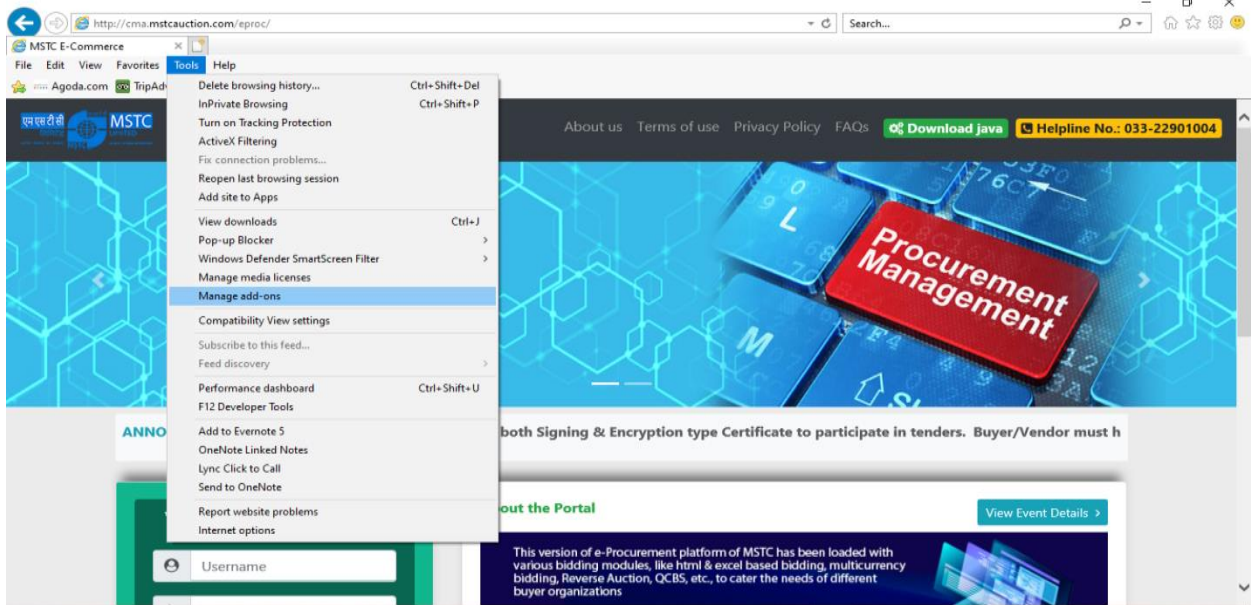 http://cma.mstcauction.com/eproc/
Search...
MSTC E-Commerce
File Edit View Favorites Tools Help
Agoda.com TripAd
Delete browsing history... Ctrl+Shift+Del
InPrivate Browsing Ctrl+Shift+P
Turn on Tracking Protection
ActiveX Filtering
Fix connection problems...
Reopen last browsing session
Add site to Apps
View downloads Ctrl+J
Pop-up Blocker
Windows Defender SmartScreen Filter
Manage media licenses
Manage add-ons
Compatibility View settings
Subscribe to this feed...
Feed discovery
Performance dashboard Ctrl+Shift+U
F12 Developer Tools
Add to Evernote 5
OneNote Linked Notes
Lync Click to Call
Send to OneNote
Report website problems
Internet options
एम एस टी सी MSTC
About us Terms of use Privacy Policy FAQs Download java Helpline No.: 033-22901004
L
Procurement
Management
M
ANNO both Signing & Encryption type Certificate to participate in tenders. Buyer/Vendor must h
out the Portal
View Event Details
Username
This version of e-Procurement platform of MSTC has been loaded with
various bidding modules, like html & excel based bidding, multicurrency
bidding, Reverse Auction, QCBS, etc., to cater the needs of different
buyer organizations